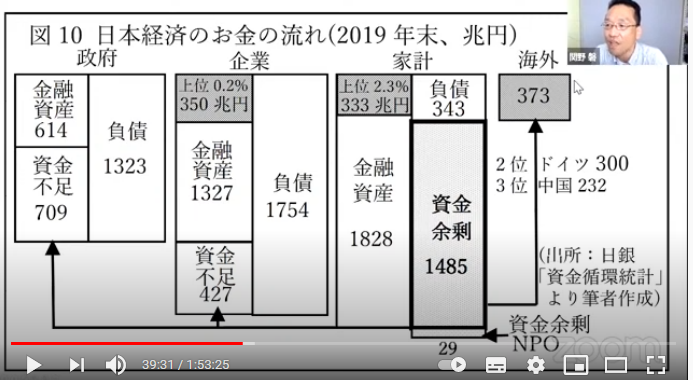 図 10 日本経済のお金の流れ(2019 年末、兆円)
政府
企業
家計
海外
金融
資産
614
資金
不足
709
負債
1323
上位 0.2%
350 兆円
金融
資産
1327
資金
不足
427
負債
1754
上位 2.3%
333 兆円
金融
資産
1828
負債
343
資金
余剰
1485
373
2 位 ドイツ 300
3 位 中国 232
(出所：日銀
「資金循環統計」
より筆者作成)
資金余剰
NPO
29
zoom
39:31 / 1:53:25